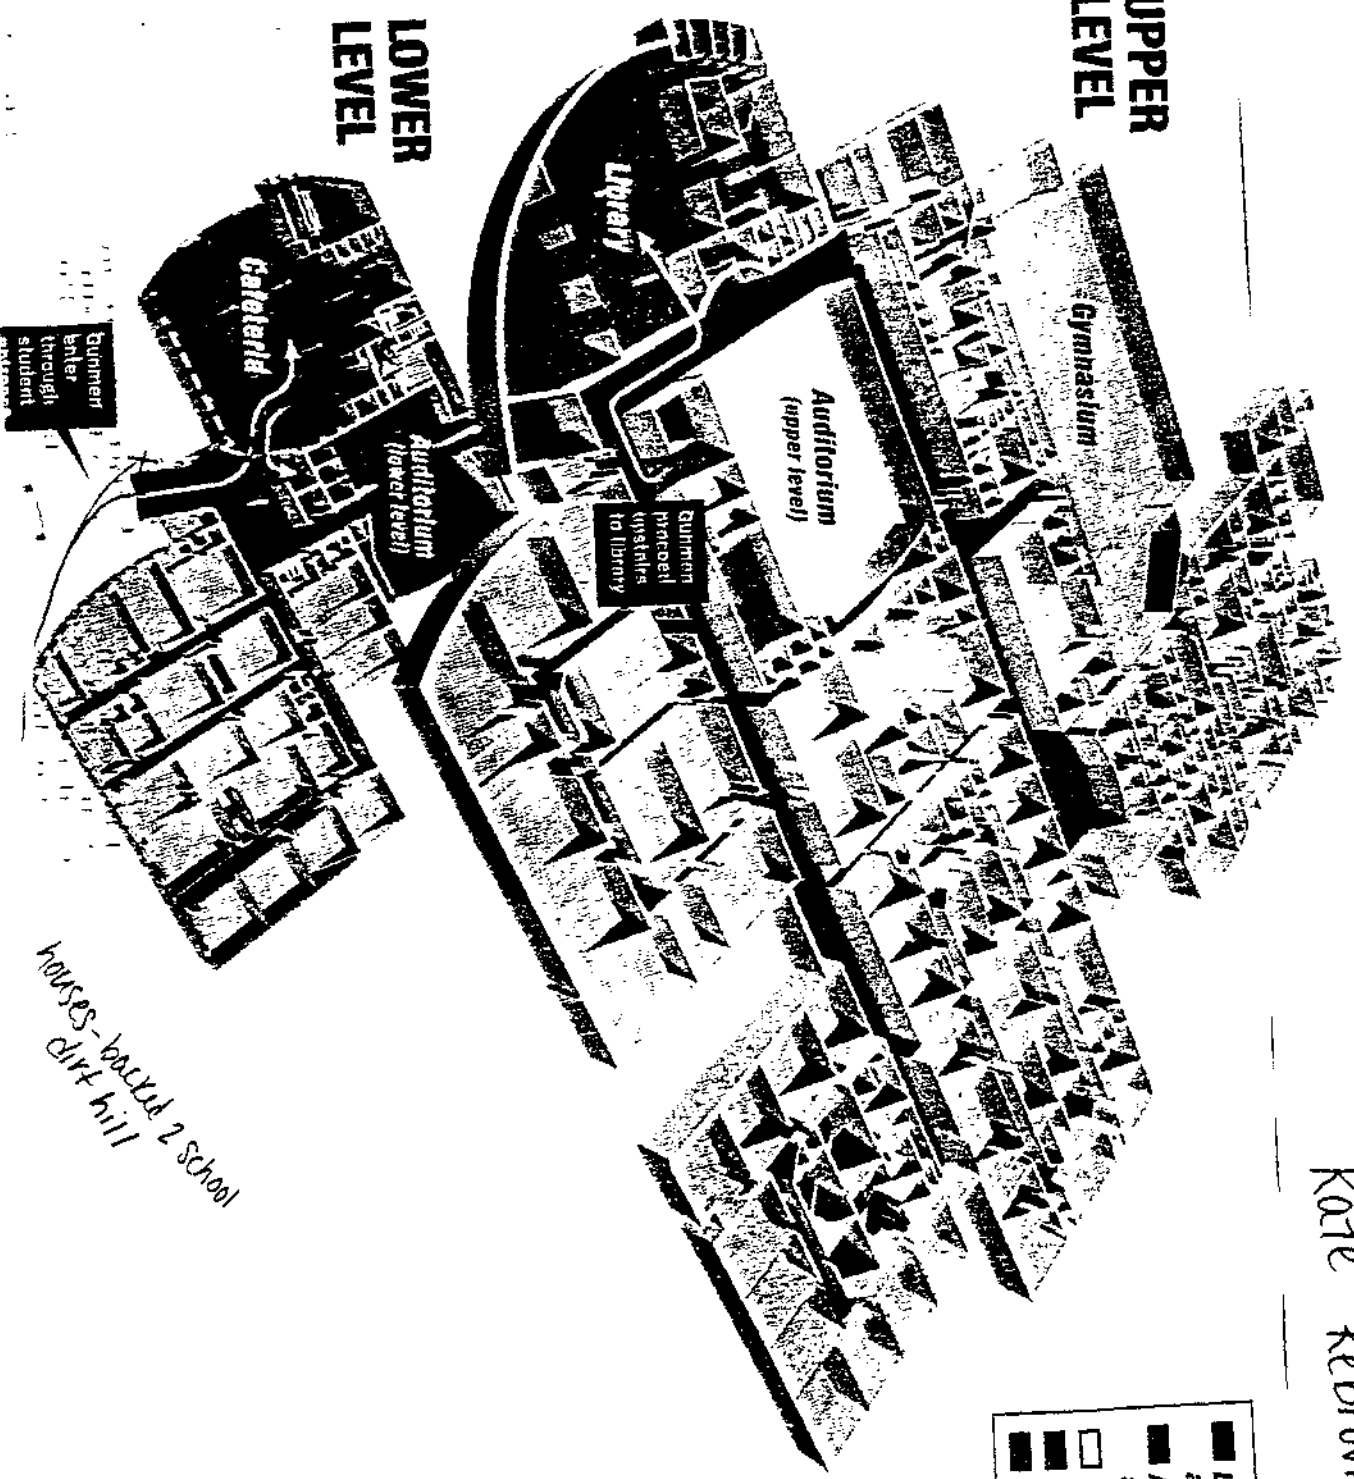 UPPER
LEVEL
LOWER
LEVEL
Library
Gymnasium
Auditorium
(upper level)
Cafeteria
Auditorium
(lower level)
Gunmen
enter
through
student
Gunmen
proceed
upstairs
to library
houses-backed 2 school
dirt hill
Kate